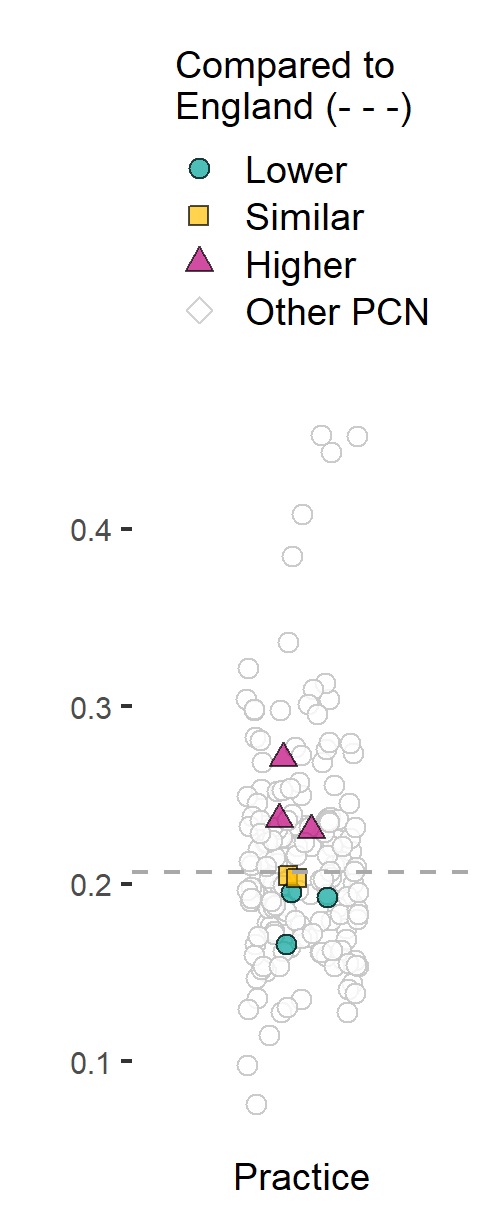 Compared to
England (- - -)
Lower
Similar
Higher
Other PCN
0.4
0.3
0.2
0.1
Practice